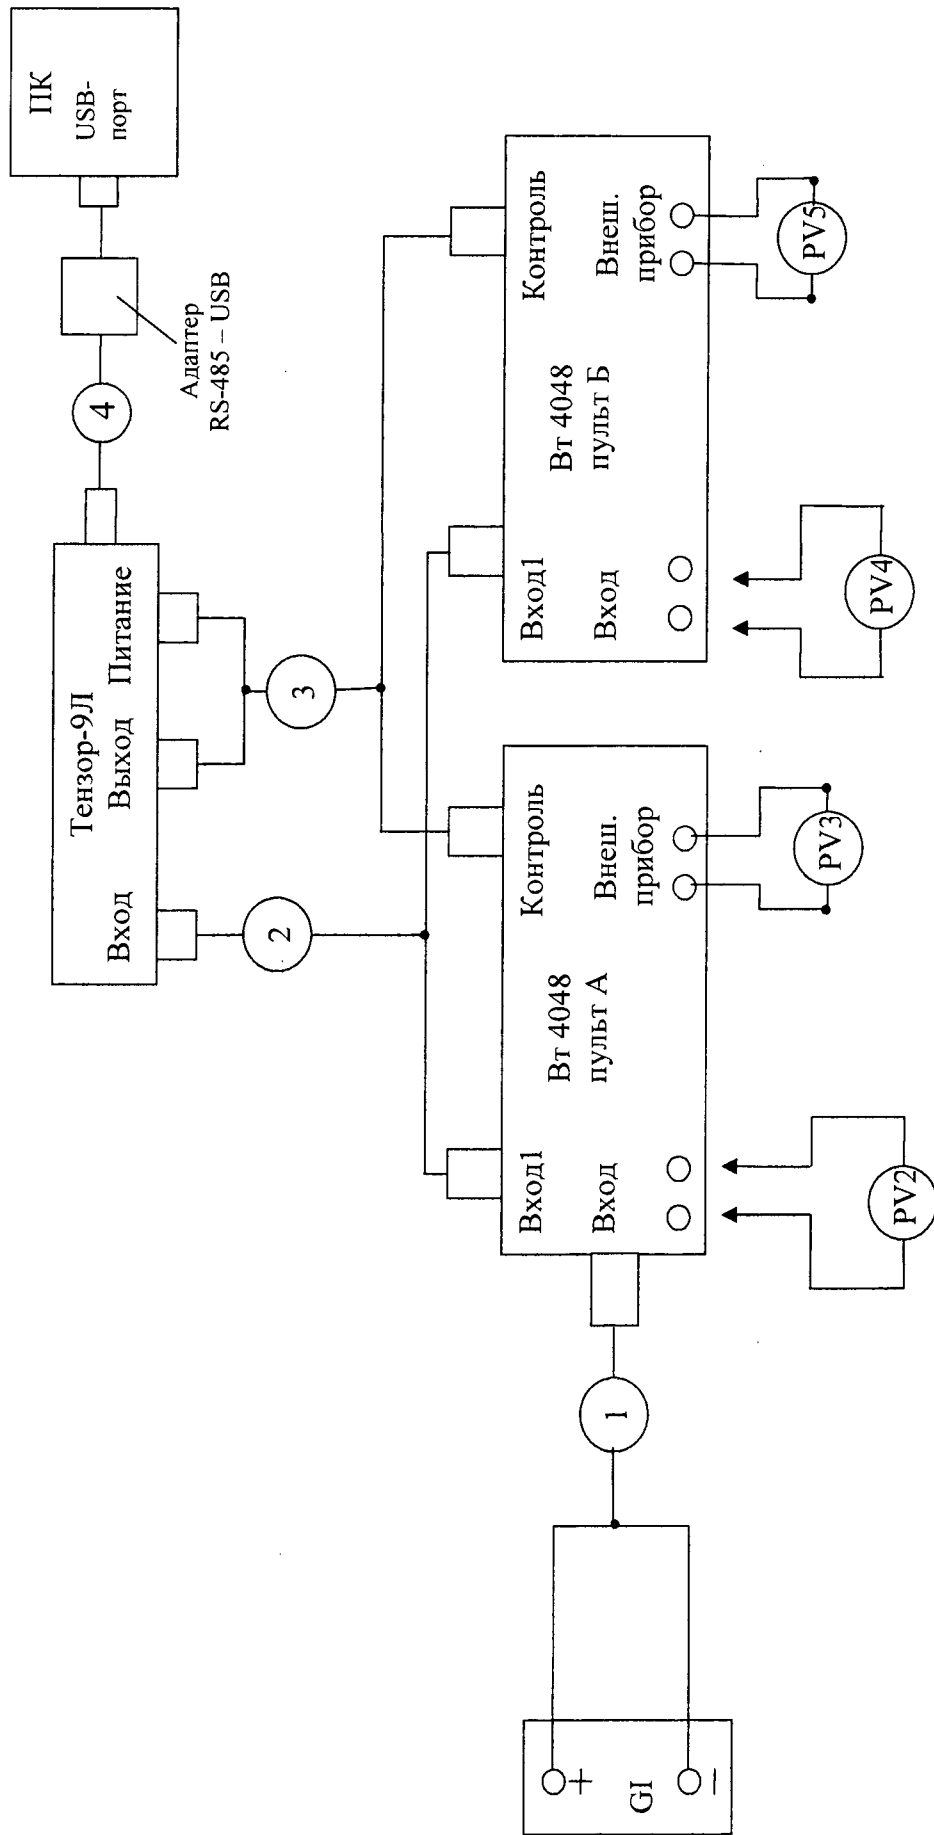 ПК
USB-
порт
Адаптер
RS-485 – USB
4
Тензор-9Л
Вход
Выход
Питание
2
3
Вход1
Контроль
Вт 4048
пульт А
Вход
Внеш.
прибор
PV2
PV3
Вход1
Контроль
Вт 4048
пульт Б
Вход
Внеш.
прибор
PV4
PV5
1
+
GI
–